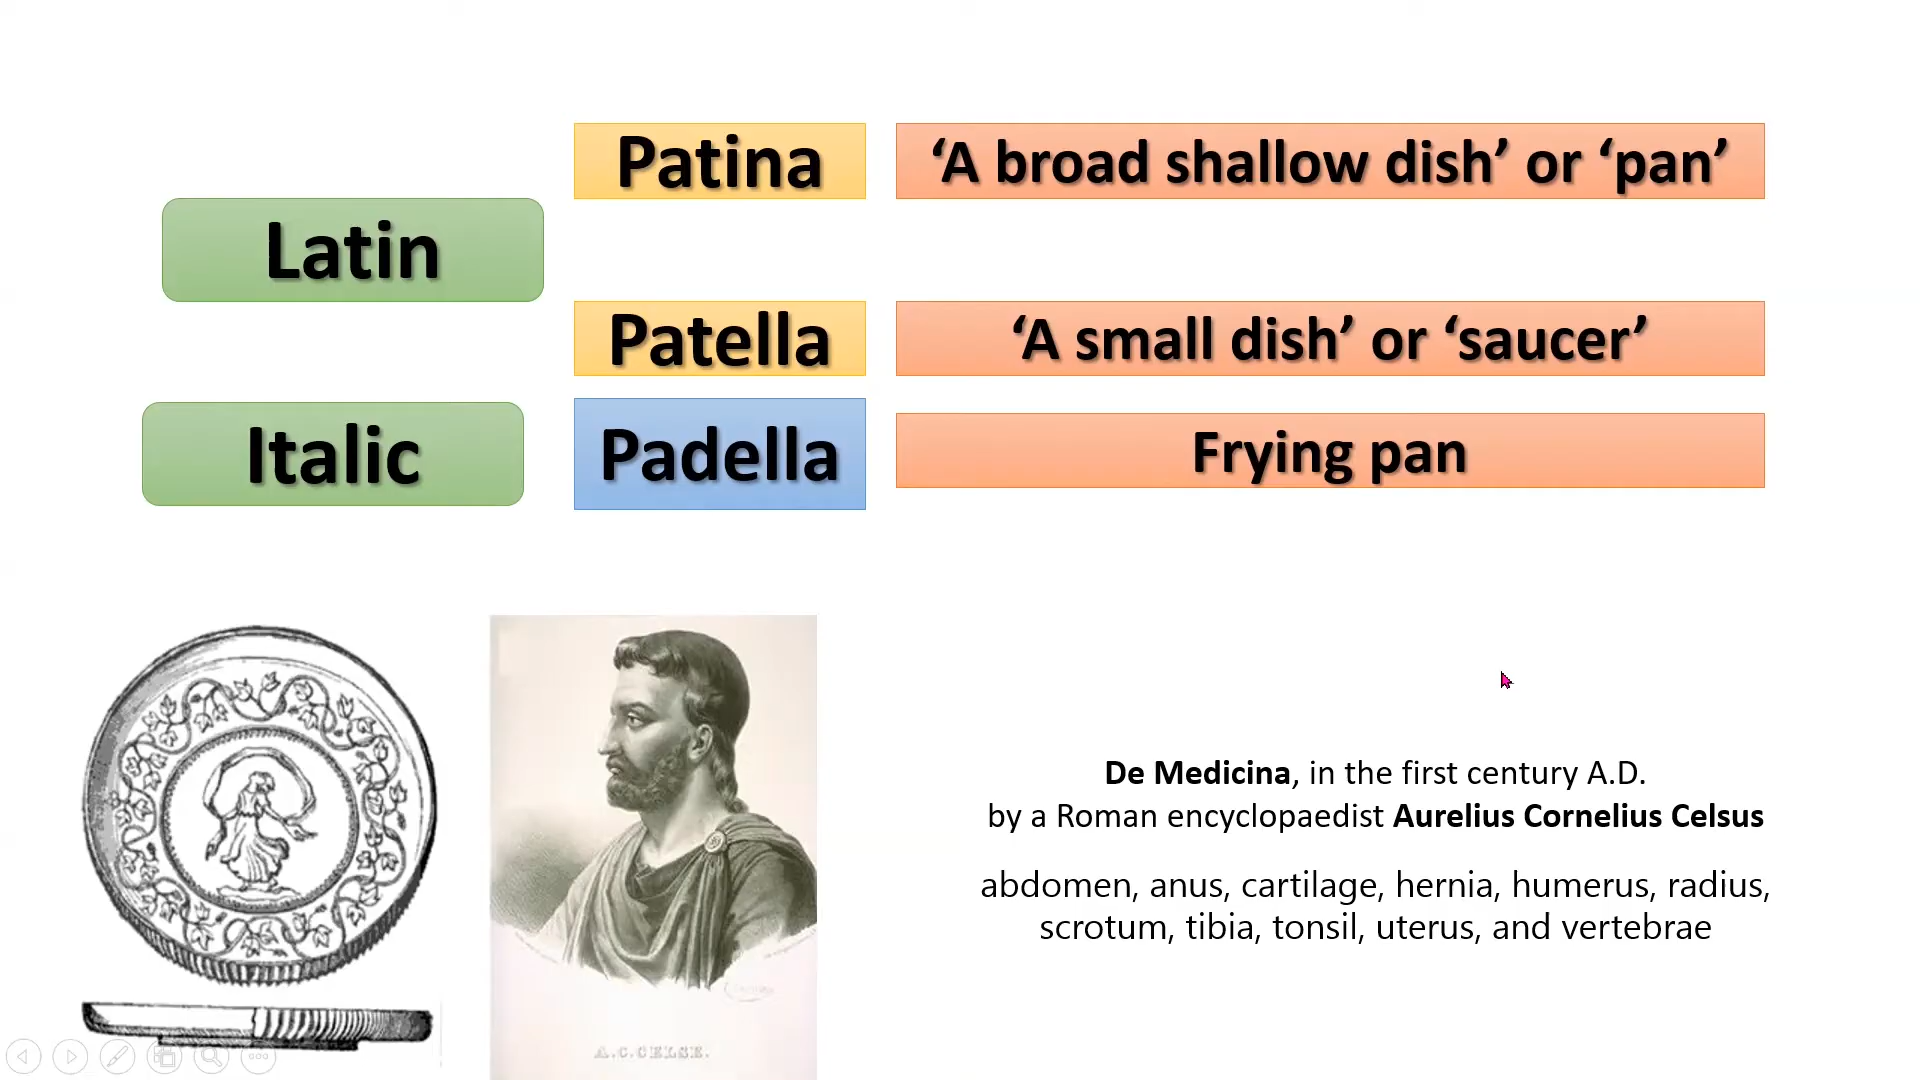 Patina
‘A broad shallow dish’ or ‘pan’
Latin
Patella
‘A small dish’ or ‘saucer’
Italic
Padella
Frying pan
De Medicina, in the first century A.D.
by a Roman encyclopaedist Aurelius Cornelius Celsus
abdomen, anus, cartilage, hernia, humerus, radius,
scrotum, tibia, tonsil, uterus, and vertebrae
A.C.CELSE.